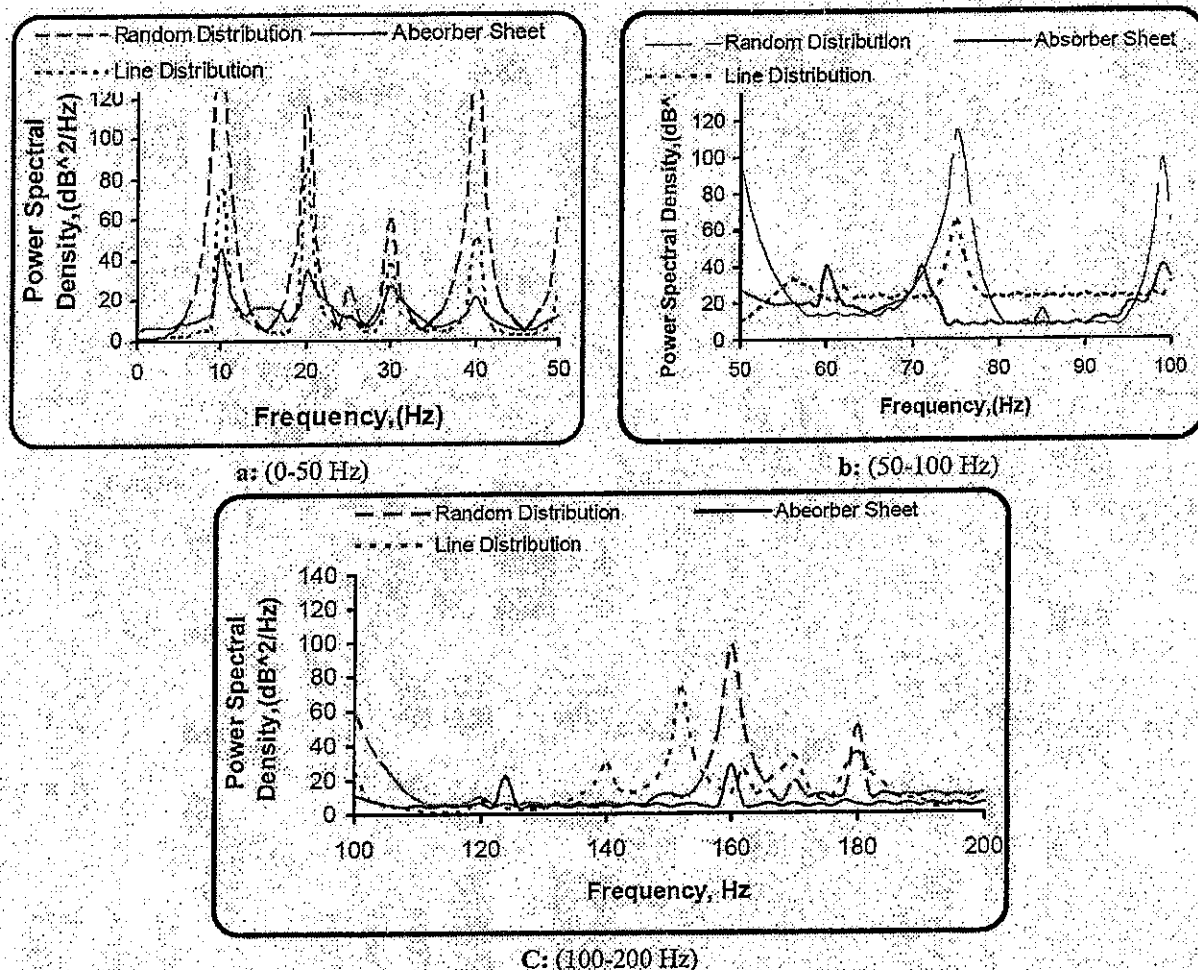 Random Distribution Abeorber Sheet
Line Distribution
Power Spectral
Density,(dB^2/Hz)
120
100
80
60
40
20
0
0 10 20 30 40 50
Frequency,(Hz)
a: (0-50 Hz)
Random Distribution Absorber Sheet
Line Distribution
Power Spectral Density,(dB^
120
100
80
60
40
20
0
50 60 70 80 90 100
Frequency,(Hz)
b: (50-100 Hz)
Random Distribution Abeorber Sheet
Line Distribution
Power Spectral
Density,(dB^2/Hz)
140
120
100
80
60
40
20
0
100 120 140 160 180 200
Frequency, Hz
C: (100-200 Hz)